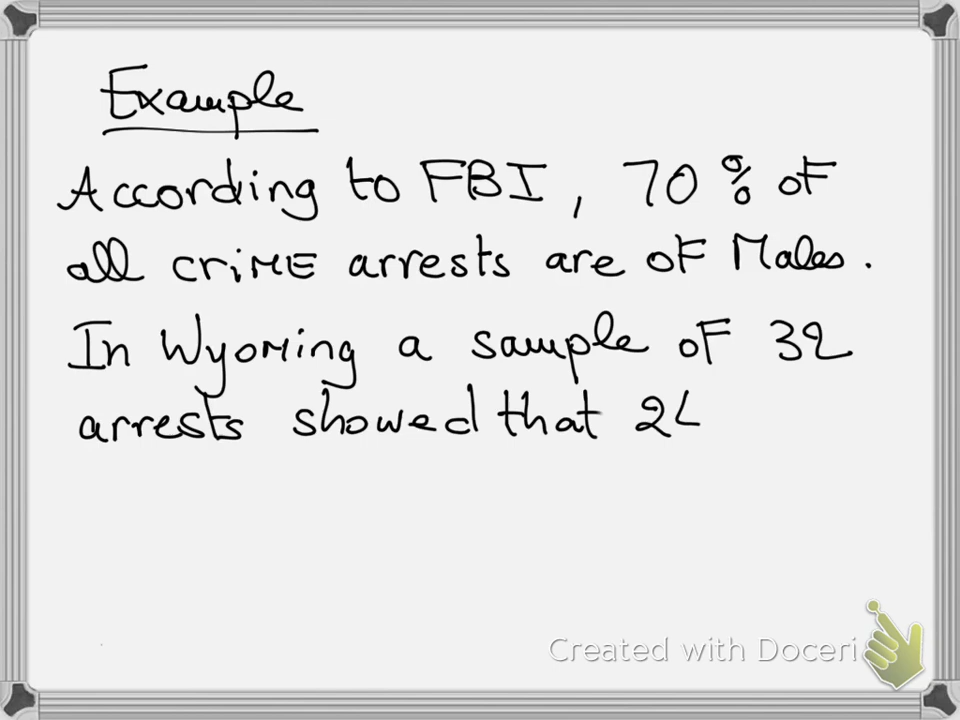 Example
According to FBI, 70% of
all crime arrests are of Males.
In Wyoming a sample of 32
arrests showed that 2
Created with Doceri